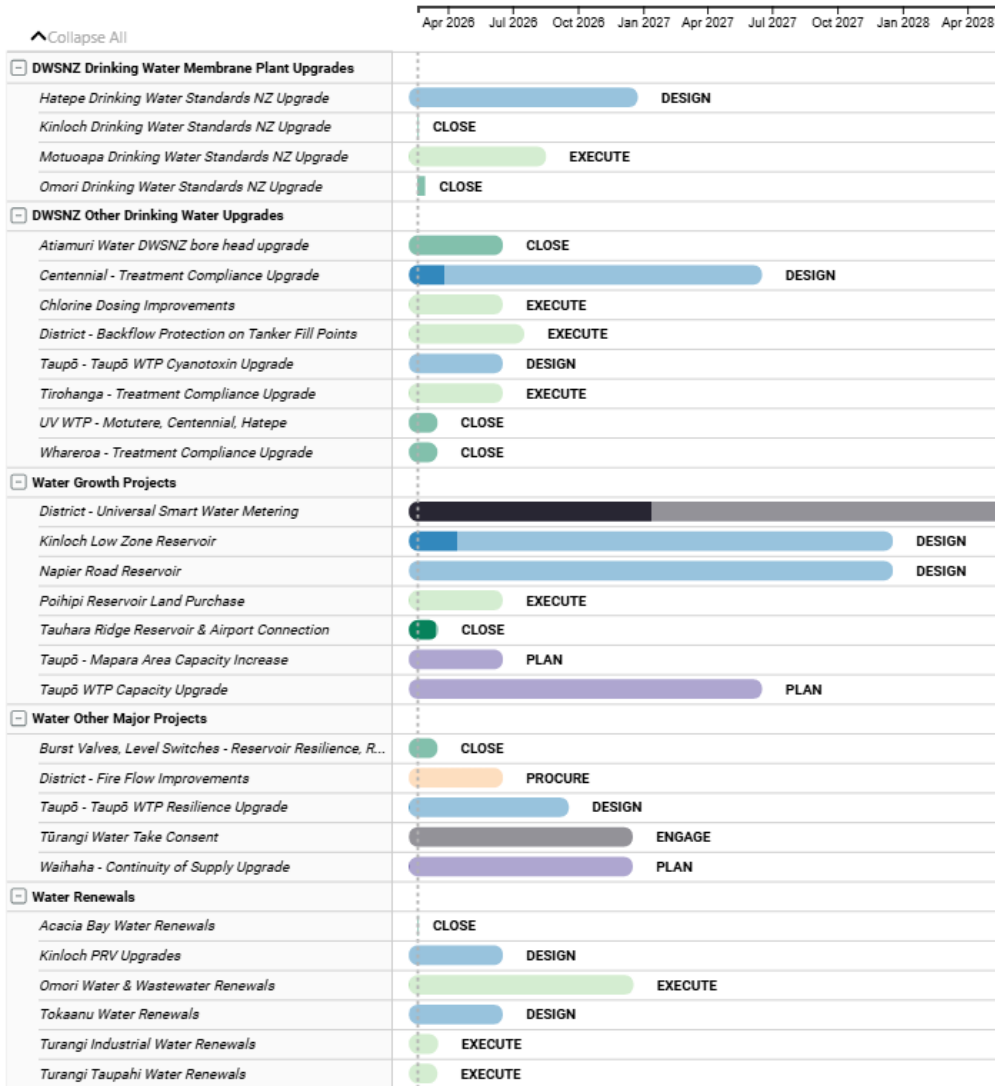 Apr 2026 Jul 2026 Oct 2026 Jan 2027 Apr 2027 Jul 2027 Oct 2027 Jan 2028 Apr 2028
Collapse All
DWSNZ Drinking Water Membrane Plant Upgrades
Hatepe Drinking Water Standards NZ Upgrade DESIGN
Kinloch Drinking Water Standards NZ Upgrade CLOSE
Motuoapa Drinking Water Standards NZ Upgrade EXECUTE
Omori Drinking Water Standards NZ Upgrade CLOSE
DWSNZ Other Drinking Water Upgrades
Atiamuri Water DWSNZ bore head upgrade CLOSE
Centennial - Treatment Compliance Upgrade DESIGN
Chlorine Dosing Improvements EXECUTE
District - Backflow Protection on Tanker Fill Points EXECUTE
Taupō - Taupō WTP Cyanotoxin Upgrade DESIGN
Tirohanga - Treatment Compliance Upgrade EXECUTE
UV WTP - Motutere, Centennial, Hatepe CLOSE
Whareroa - Treatment Compliance Upgrade CLOSE
Water Growth Projects
District - Universal Smart Water Metering
Kinloch Low Zone Reservoir DESIGN
Napier Road Reservoir DESIGN
Poihipi Reservoir Land Purchase EXECUTE
Tauhara Ridge Reservoir & Airport Connection CLOSE
Taupō - Mapara Area Capacity Increase PLAN
Taupō WTP Capacity Upgrade PLAN
Water Other Major Projects
Burst Valves, Level Switches - Reservoir Resilience, R... CLOSE
District - Fire Flow Improvements PROCURE
Taupō - Taupō WTP Resilience Upgrade DESIGN
Tūrangi Water Take Consent ENGAGE
Waihaha - Continuity of Supply Upgrade PLAN
Water Renewals
Acacia Bay Water Renewals CLOSE
Kinloch PRV Upgrades DESIGN
Omori Water & Wastewater Renewals EXECUTE
Tokaanu Water Renewals DESIGN
Turangi Industrial Water Renewals EXECUTE
Turangi Taupahi Water Renewals EXECUTE